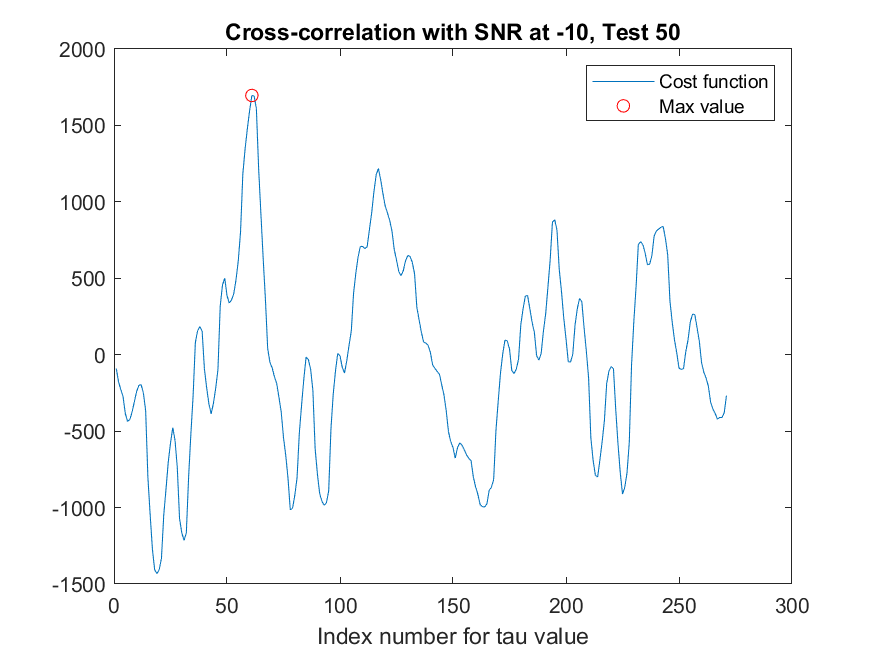 Cross-correlation with SNR at -10, Test 50
2000
Cost function
Max value
1500
1000
500
0
-500
-1000
-1500
0 50 100 150 200 250 300
Index number for tau value